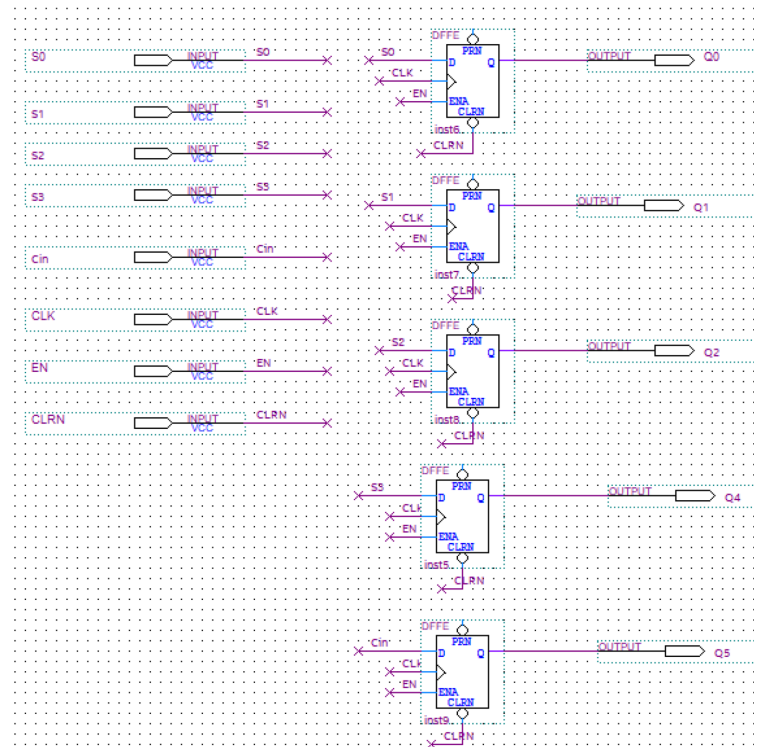 S0 INPUT VCC S0
S1 INPUT VCC S1
S2 INPUT VCC S2
S3 INPUT VCC S3
Cin INPUT VCC Cin
CLK INPUT VCC CLK
EN INPUT VCC EN
CLRN INPUT VCC CLRN
DFFE
PRN
S0 D Q OUTPUT Q0
CLK
EN ENA
CLRN
inst6
CLRN
DFFE
PRN
S1 D Q OUTPUT Q1
CLK
EN ENA
CLRN
inst7
CLRN
DFFE
PRN
S2 D Q OUTPUT Q2
CLK
EN ENA
CLRN
inst8
CLRN
DFFE
PRN
S3 D Q OUTPUT Q4
CLK
EN ENA
CLRN
inst5
CLRN
DFFE
PRN
Cin D Q OUTPUT Q5
CLK
EN ENA
CLRN
inst9
CLRN